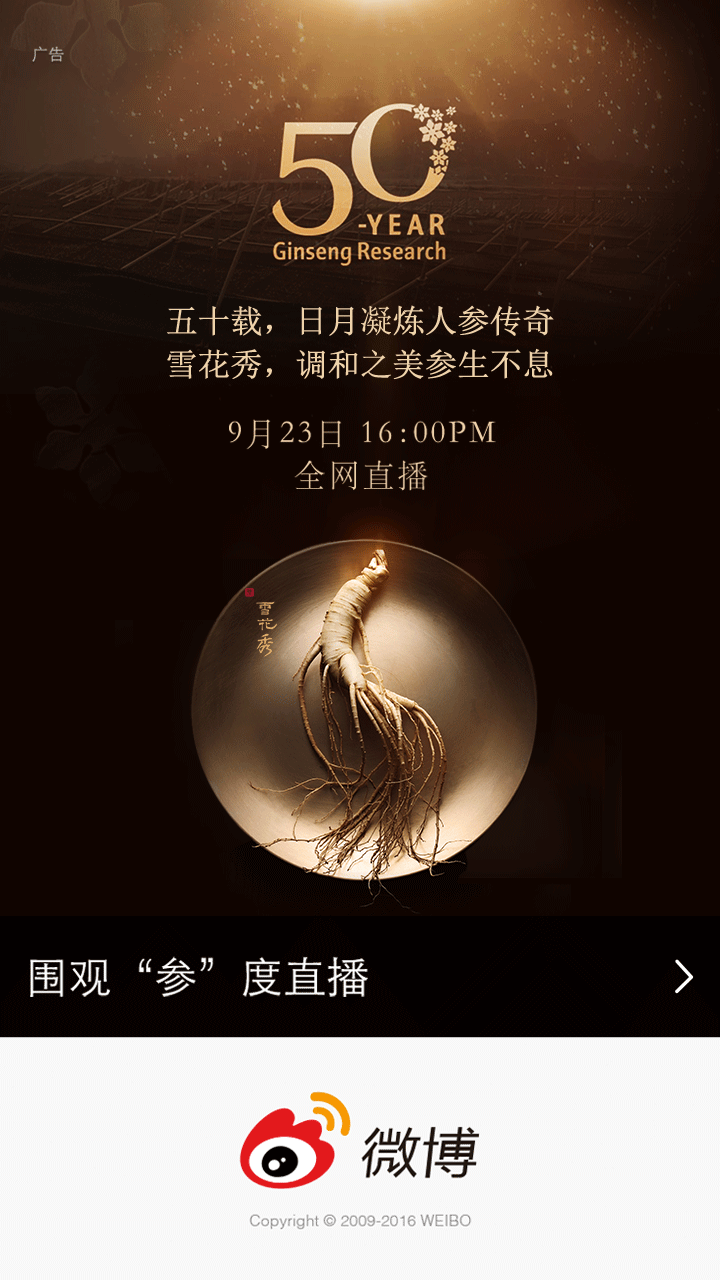 广告
50
-YEAR
Ginseng Research
五十载，日月凝炼人参传奇
雪花秀，调和之美参生不息
9月23日 16:00PM
全网直播
雪花秀
围观“参”度直播
微博
Copyright © 2009-2016 WEIBO